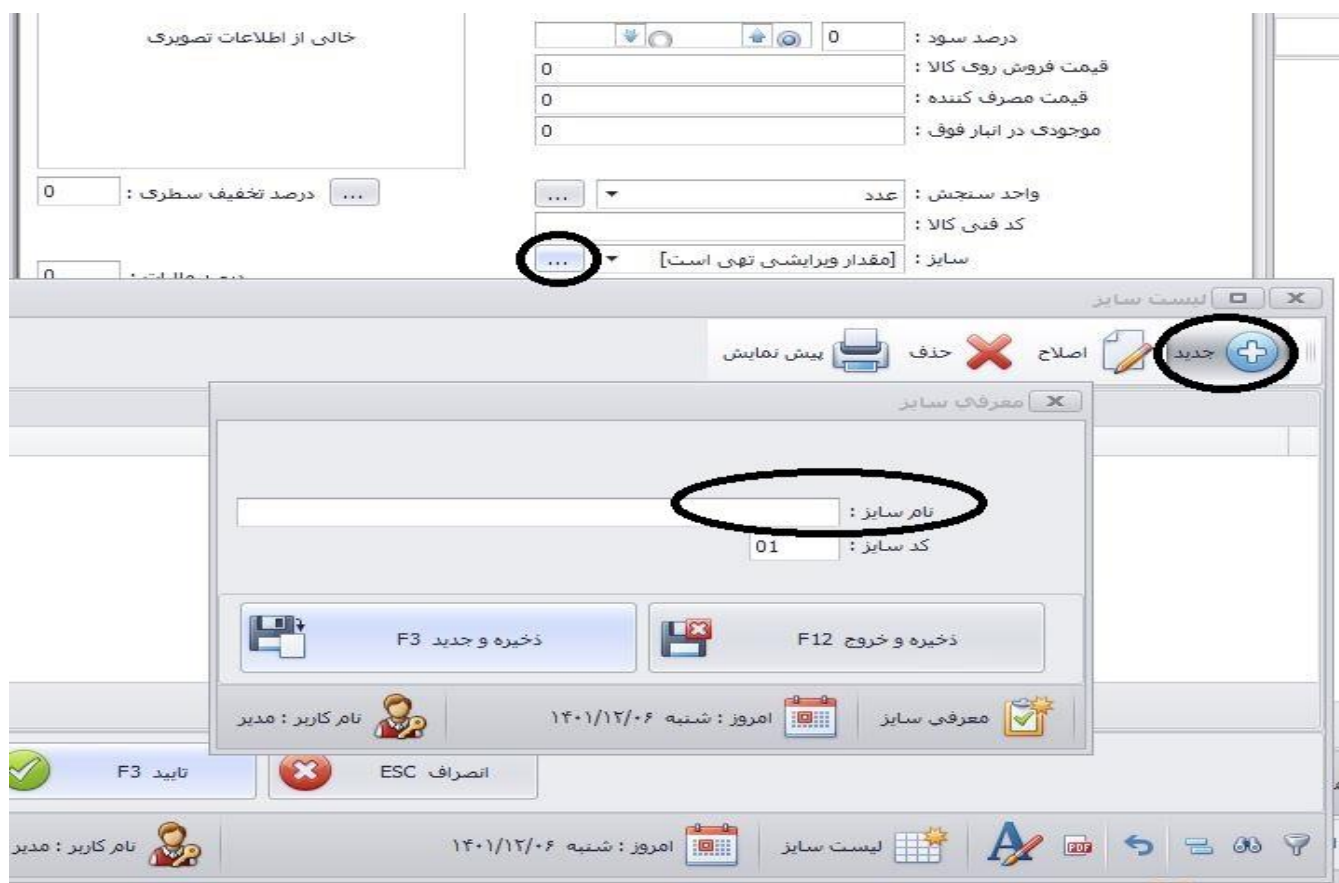 درصد سود : 0
خالی از اطلاعات تصویری
قیمت فروش روی کالا : 0
قیمت مصرف کننده : 0
موجودی در انبار فوق : 0
واحد سنجش : عدد ...
... درصد تخفیف سطری : 0
کد فنی کالا :
سایز : [مقدار ویرایشی تهی است] ...
درصد مالیات : 0
لیست سایز
جدید اصلاح حذف پیش نمایش
معرفی سایز
نام سایز :
کد سایز : 01
ذخیره و خروج F12 ذخیره و جدید F3
معرفی سایز امروز : شنبه ۱۴۰۱/۱۲/۰۶ نام کاربر : مدیر
انصراف ESC تایید F3
PDF لیست سایز امروز : شنبه ۱۴۰۱/۱۲/۰۶ نام کاربر : مدیر